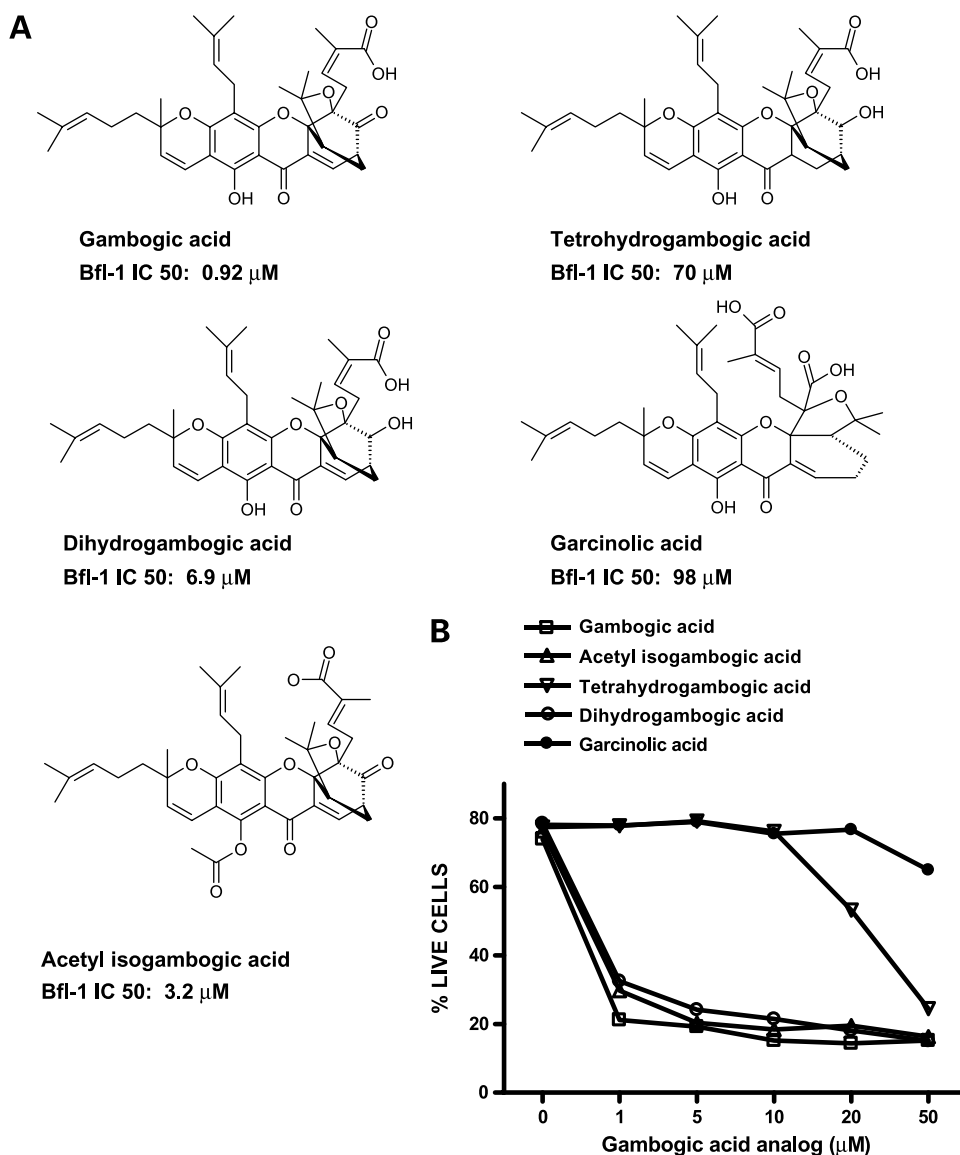 A
O
O
OH
O
O
O
OH
O
Gambogic acid
Bfl-1 IC 50: 0.92 μM
O
O
OH
O
OH
O
OH
O
Tetrohydrogambogic acid
Bfl-1 IC 50: 70 μM
O
O
OH
O
OH
O
OH
O
Dihydrogambogic acid
Bfl-1 IC 50: 6.9 μM
HO
O
O
OH
O
O
O
OH
O
Garcinolic acid
Bfl-1 IC 50: 98 μM
O
O
O
O
O
O
O
O
O
Acetyl isogambogic acid
Bfl-1 IC 50: 3.2 μM
B
Gambogic acid
Acetyl isogambogic acid
Tetrahydrogambogic acid
Dihydrogambogic acid
Garcinolic acid
% LIVE CELLS
80
60
40
20
0
0 1 5 10 20 50
Gambogic acid analog (μM)